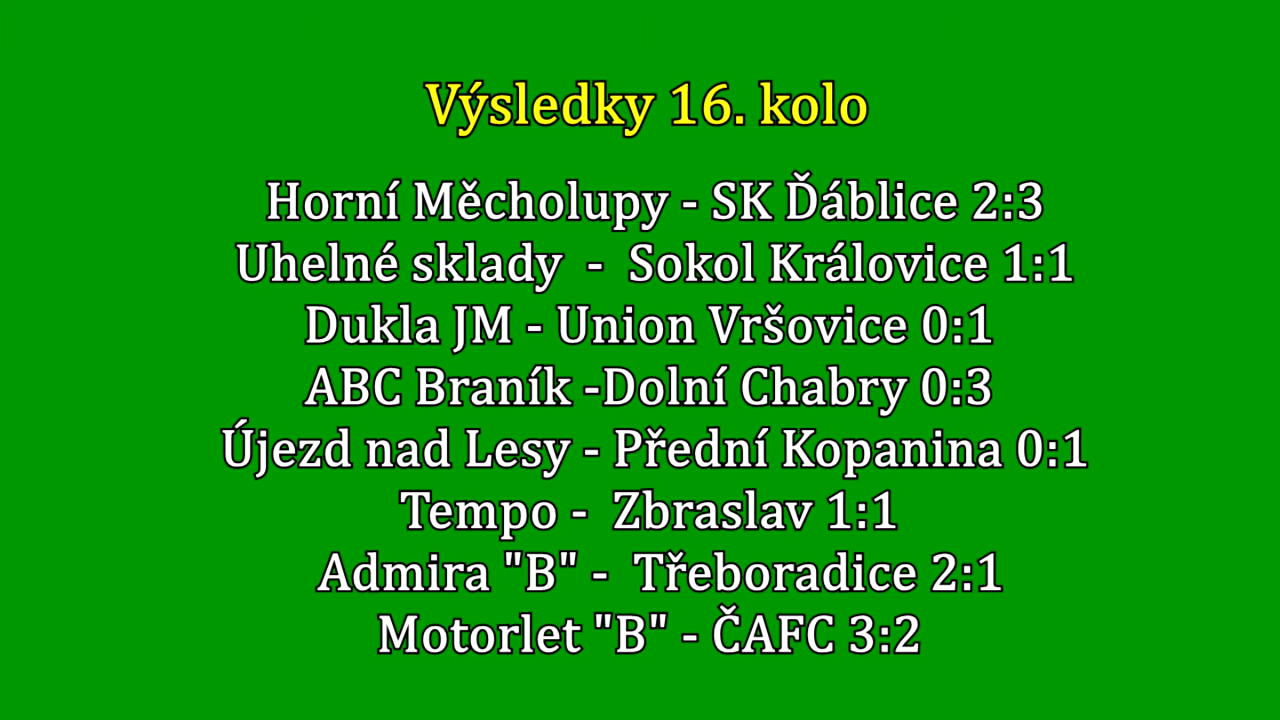 Výsledky 16. kolo
Horní Měcholupy - SK Ďáblice 2:3
Uhelné sklady  -  Sokol Královice 1:1
Dukla JM - Union Vršovice 0:1
ABC Braník -Dolní Chabry 0:3
Újezd nad Lesy - Přední Kopanina 0:1
Tempo -  Zbraslav 1:1
Admira "B" -  Třeboradice 2:1
Motorlet "B" - ČAFC 3:2